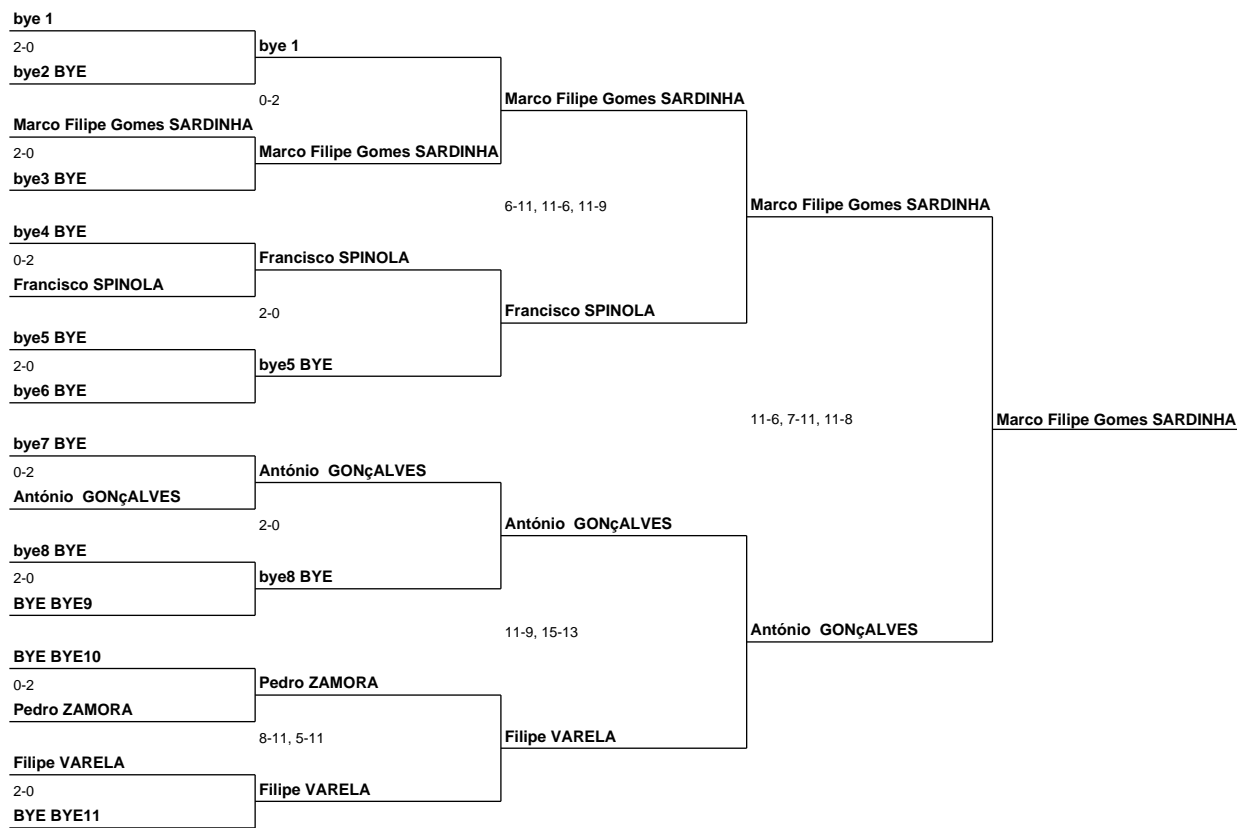 bye 1
2-0
bye 1
bye2 BYE
0-2
Marco Filipe Gomes SARDINHA
Marco Filipe Gomes SARDINHA
2-0
Marco Filipe Gomes SARDINHA
bye3 BYE
6-11, 11-6, 11-9
Marco Filipe Gomes SARDINHA
bye4 BYE
0-2
Francisco SPINOLA
Francisco SPINOLA
2-0
Francisco SPINOLA
bye5 BYE
2-0
bye5 BYE
bye6 BYE
11-6, 7-11, 11-8
Marco Filipe Gomes SARDINHA
bye7 BYE
0-2
António  GONçALVES
António  GONçALVES
2-0
António  GONçALVES
bye8 BYE
2-0
bye8 BYE
BYE BYE9
11-9, 15-13
António  GONçALVES
BYE BYE10
0-2
Pedro ZAMORA
Pedro ZAMORA
8-11, 5-11
Filipe VARELA
Filipe VARELA
2-0
Filipe VARELA
BYE BYE11